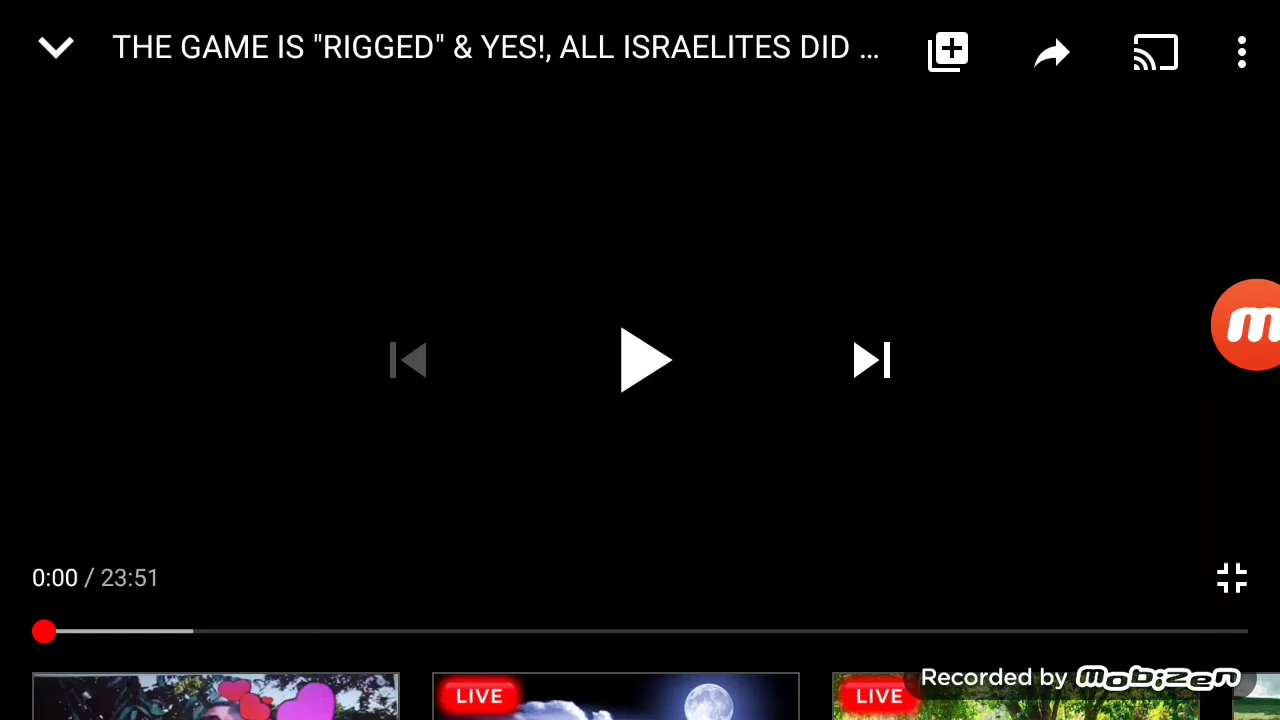 THE GAME IS "RIGGED" & YES!, ALL ISRAELITES DID ...
m
0:00 / 23:51
LIVE
LIVE
Recorded by mobizen